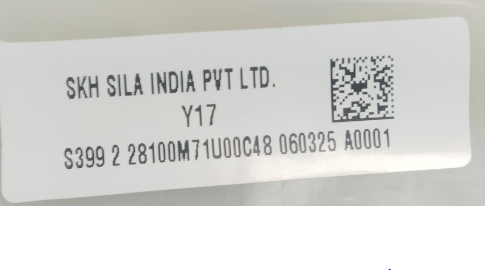 SKH SILA INDIA PVT LTD.
Y17
S399 2 28100M71U00C48 060325 A0001